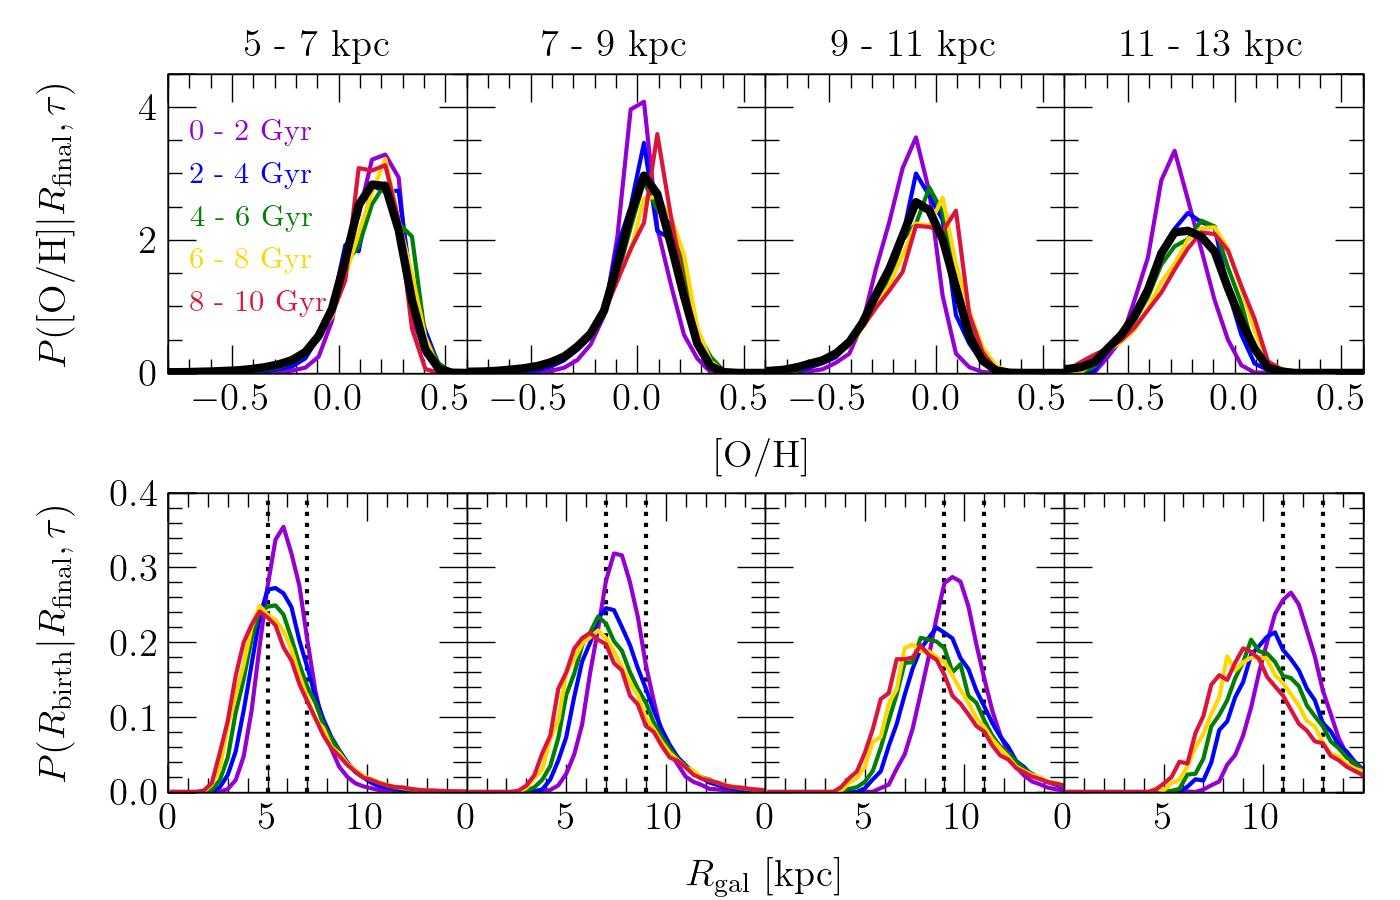 5 - 7 kpc 7 - 9 kpc 9 - 11 kpc 11 - 13 kpc
P([O/H]|R_final, τ)
4
2
0
0 - 2 Gyr
2 - 4 Gyr
4 - 6 Gyr
6 - 8 Gyr
8 - 10 Gyr
−0.5 0.0 0.5 −0.5 0.0 0.5 −0.5 0.0 0.5 −0.5 0.0 0.5
[O/H]
P(R_birth|R_final, τ)
0.4
0.3
0.2
0.1
0.0
0 5 10 0 5 10 0 5 10 0 5 10
R_gal [kpc]